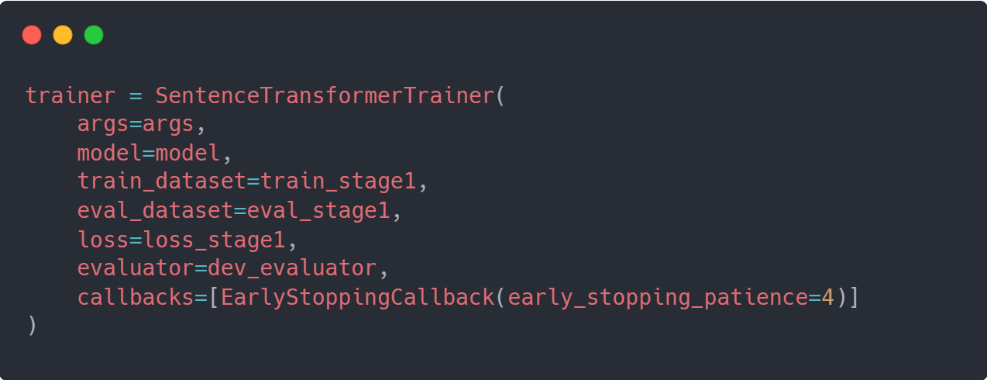 trainer = SentenceTransformerTrainer(
    args=args,
    model=model,
    train_dataset=train_stage1,
    eval_dataset=eval_stage1,
    loss=loss_stage1,
    evaluator=dev_evaluator,
    callbacks=[EarlyStoppingCallback(early_stopping_patience=4)]
)